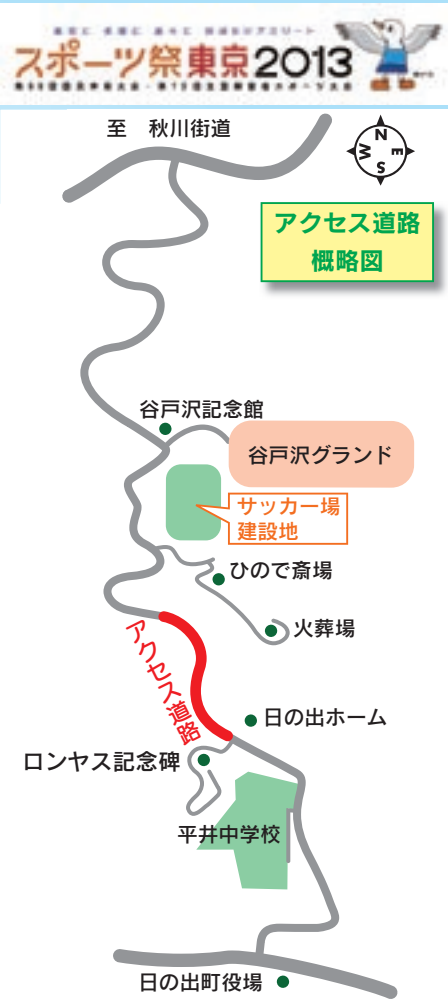 スポーツ祭東京2013
至 秋川街道
N
E
S
W
アクセス道路
概略図
谷戸沢記念館
谷戸沢グランド
サッカー場
建設地
ひので斎場
火葬場
アクセス道路
日の出ホーム
ロンヤス記念碑
平井中学校
日の出町役場